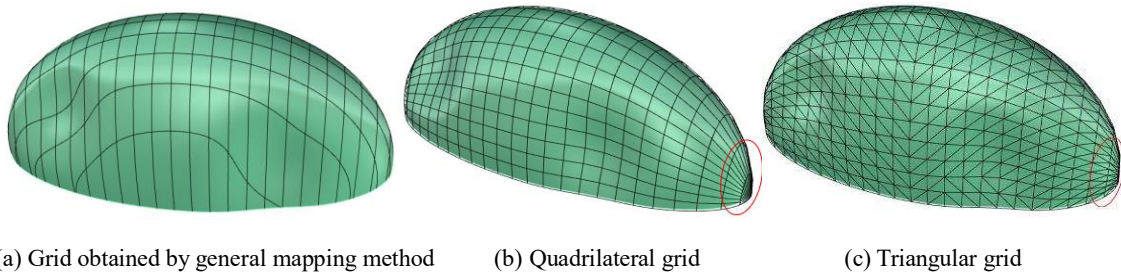 (a) Grid obtained by general mapping method (b) Quadrilateral grid (c) Triangular grid